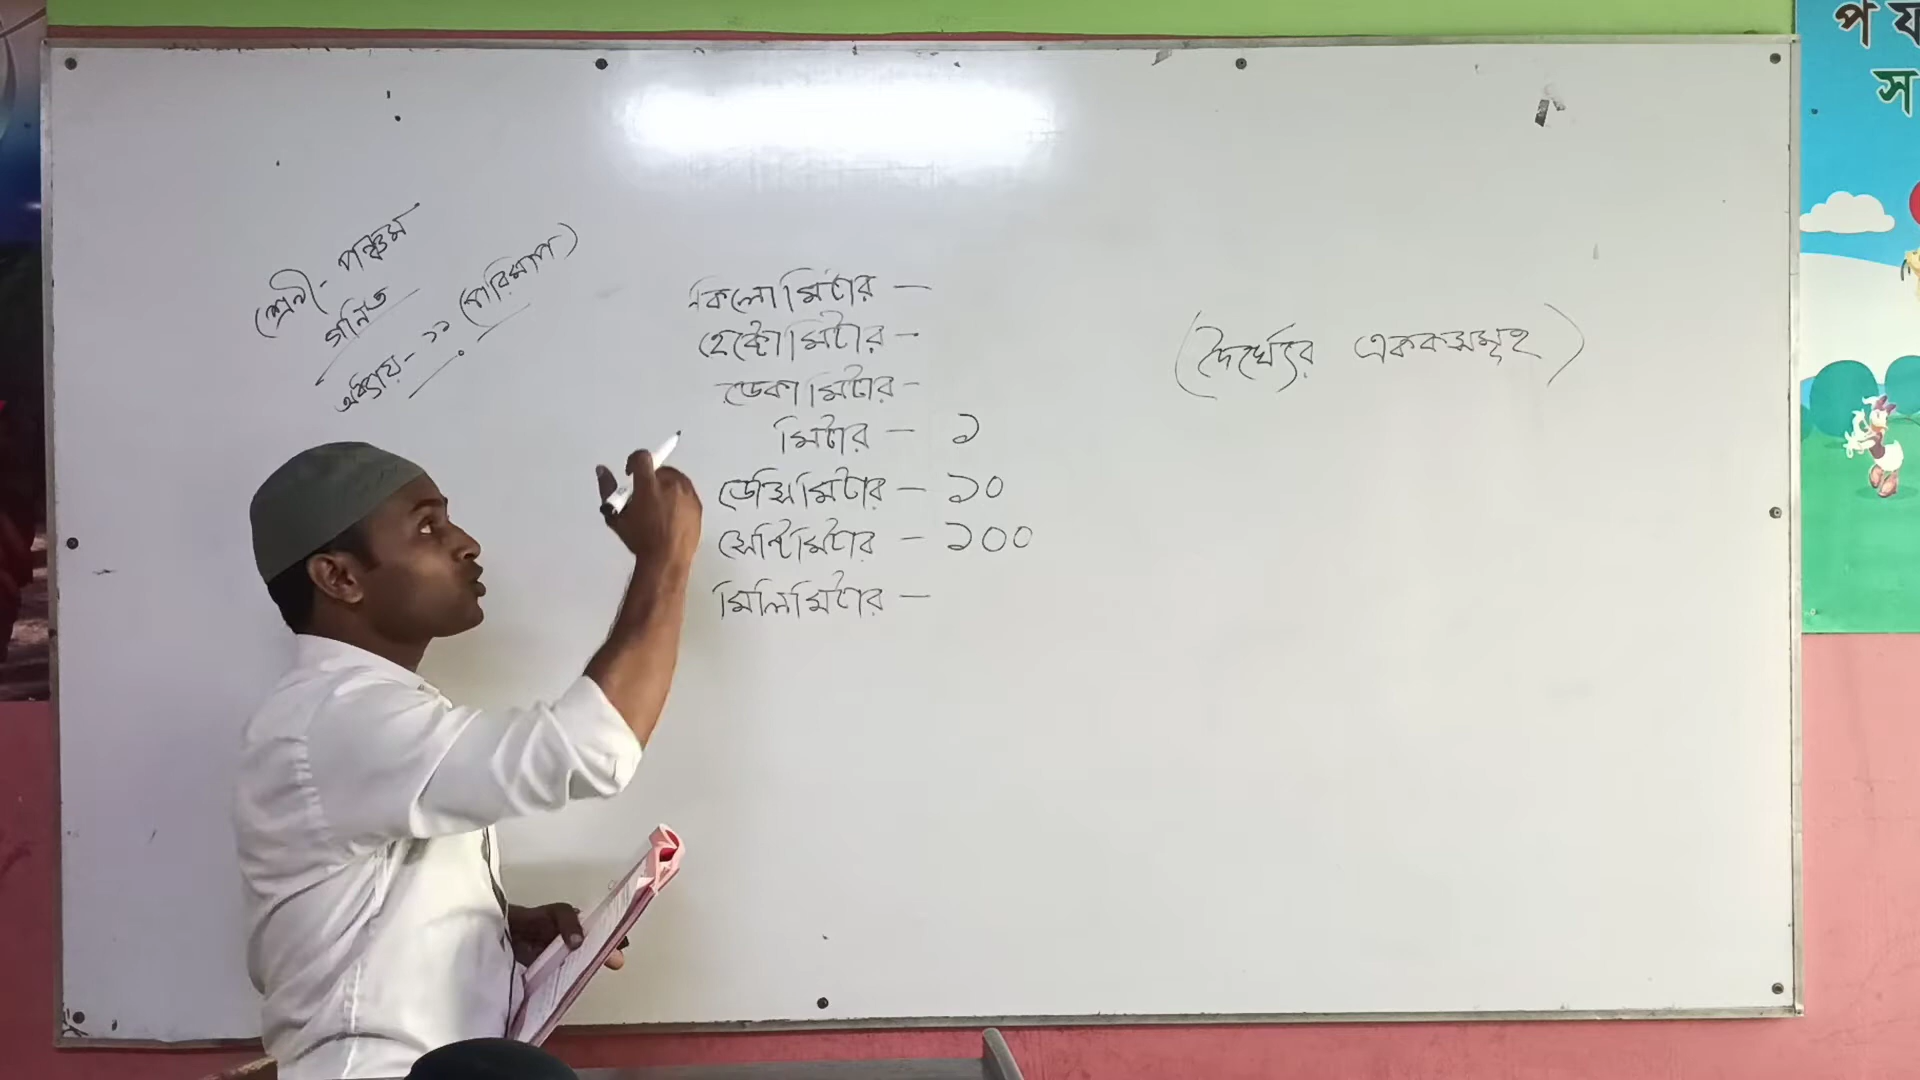 শ্রেণী- পঞ্চম
গনিত
অধ্যায়- ১১ (পরিমাপ)
কিলোমিটার —
হেক্টোমিটার —
ডেকামিটার —
মিটার — ১
ডেসিমিটার — ১০
সেন্টিমিটার — ১০০
মিলিমিটার —
(দৈর্ঘ্যের এককসমূহ)
প য
স